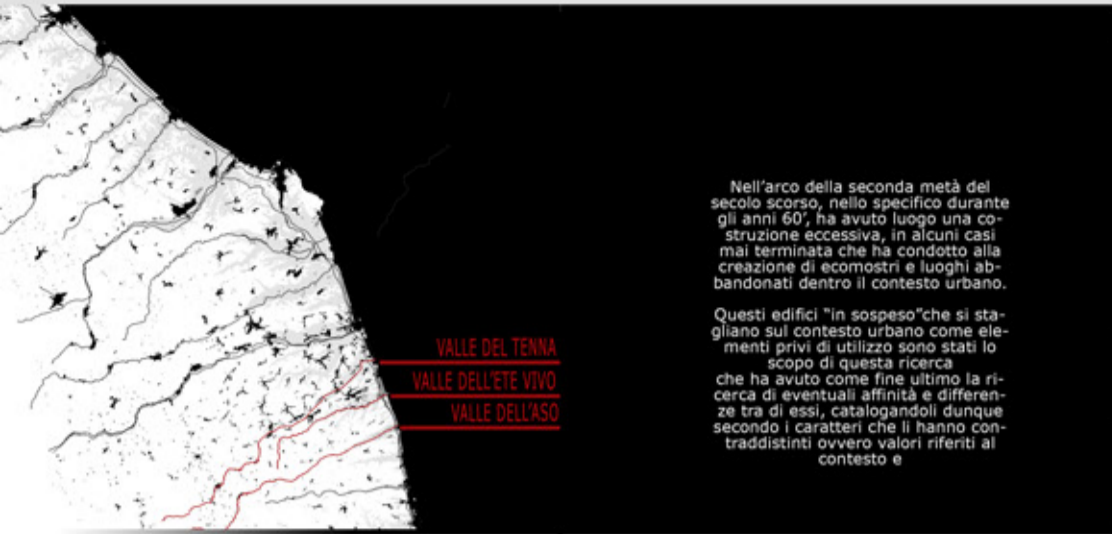 VALLE DEL TENNA
VALLE DELL'ETE VIVO
VALLE DELL'ASO
Nell'arco della seconda metà del
secolo scorso, nello specifico durante
gli anni 60', ha avuto luogo una co-
struzione eccessiva, in alcuni casi
mai terminata che ha condotto alla
creazione di ecomostri e luoghi ab-
bandonati dentro il contesto urbano.
Questi edifici "in sospeso"che si sta-
gliano sul contesto urbano come ele-
menti privi di utilizzo sono stati lo
scopo di questa ricerca
che ha avuto come fine ultimo la ri-
cerca di eventuali affinità e differen-
ze tra di essi, catalogandoli dunque
secondo i caratteri che li hanno con-
traddistinti ovvero valori riferiti al
contesto e